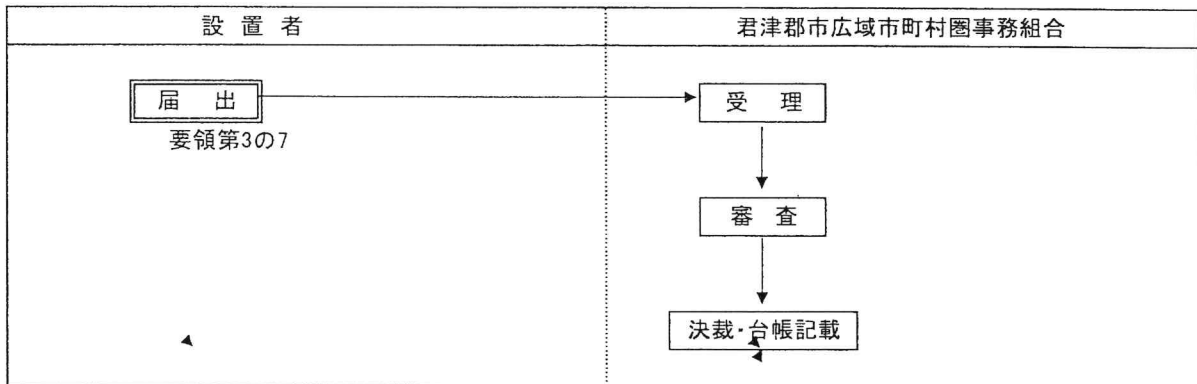 設置者
君津郡市広域市町村圏事務組合
届出
受理
要領第3の7
審査
決裁・台帳記載